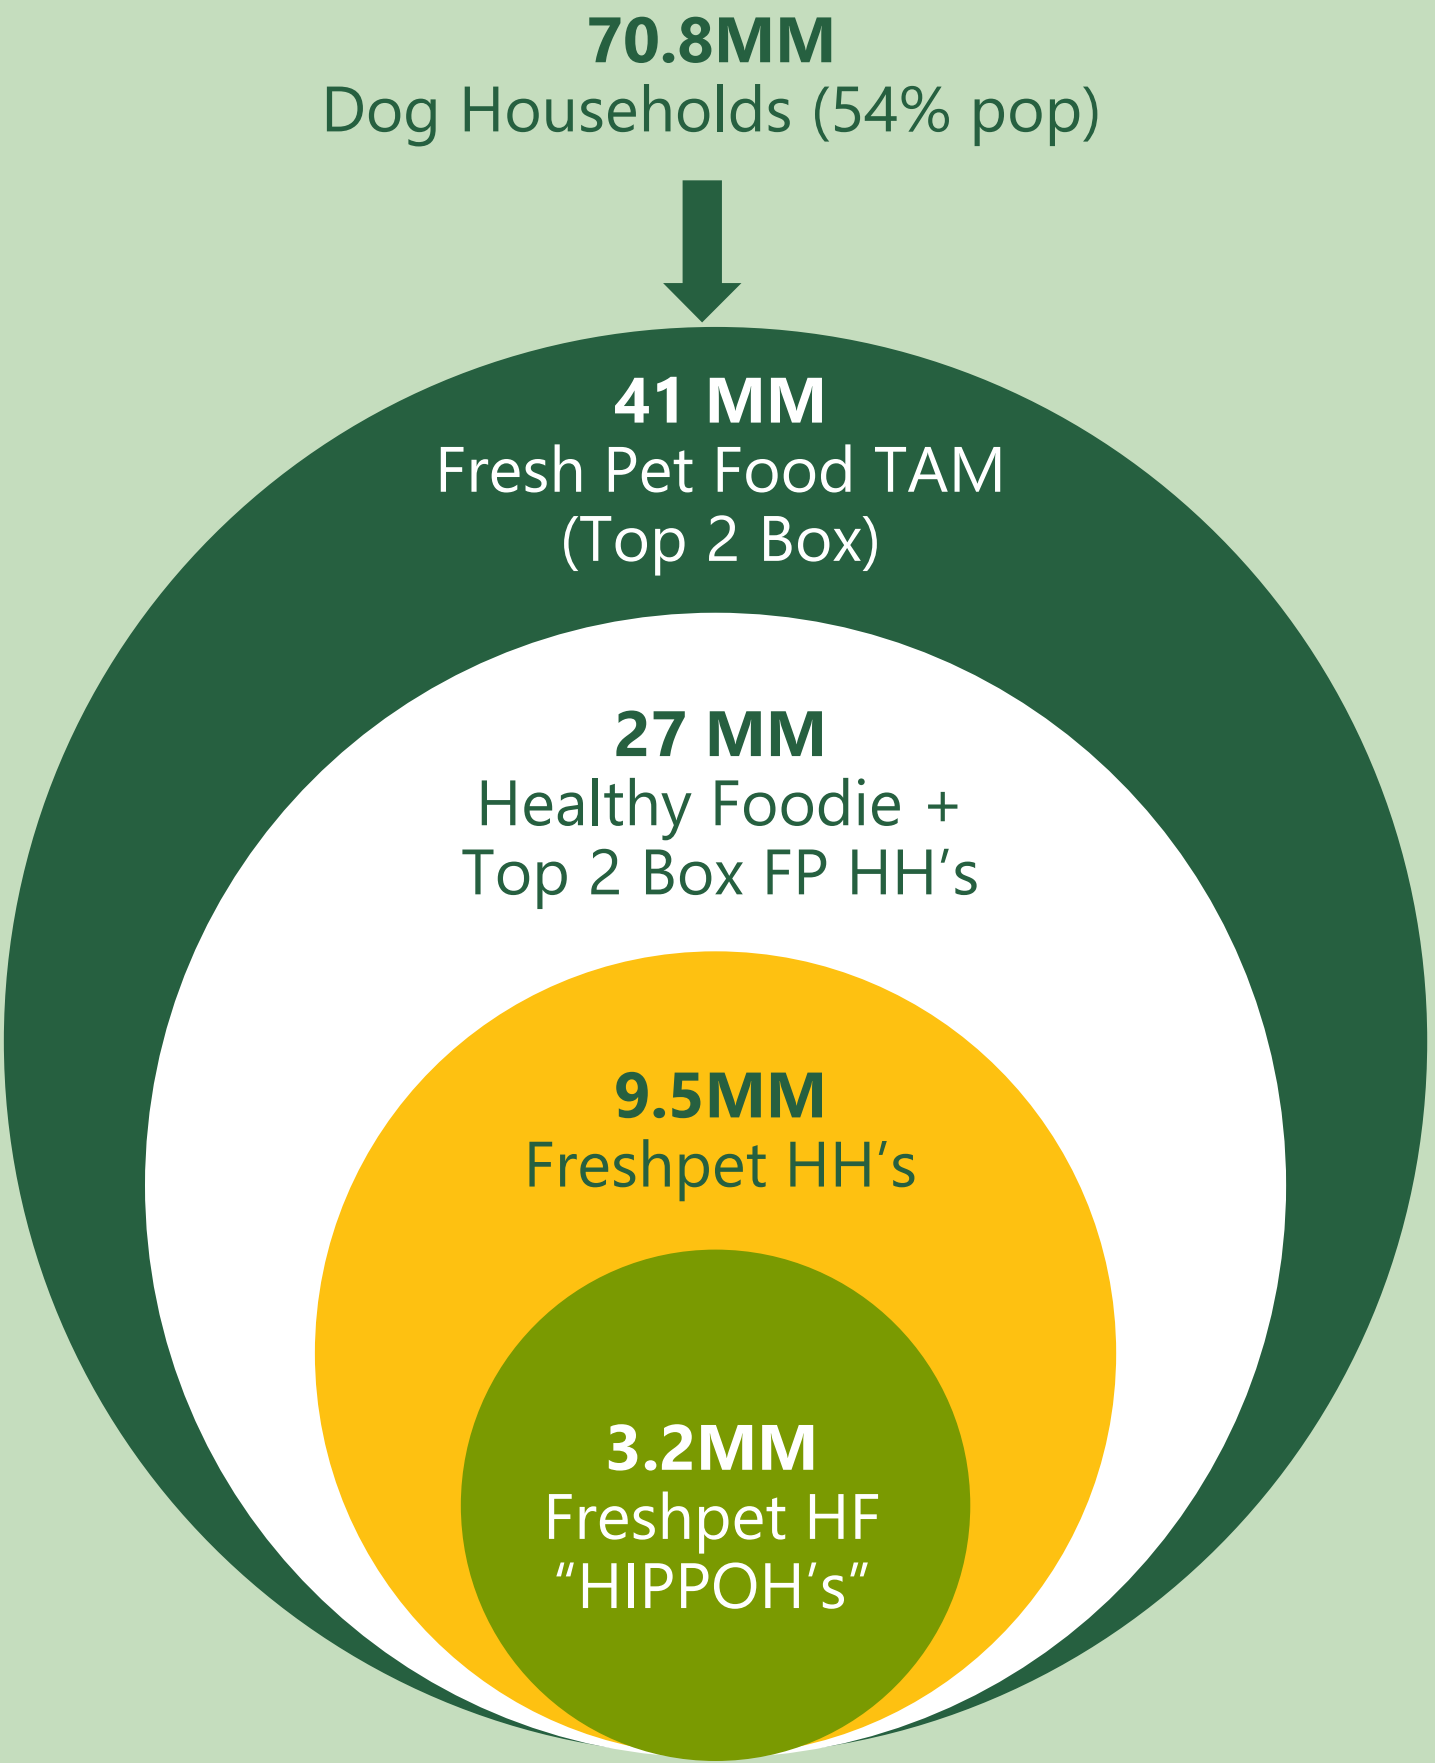 70.8MM
Dog Households (54% pop)
41 MM
Fresh Pet Food TAM
(Top 2 Box)
27 MM
Healthy Foodie +
Top 2 Box FP HH’s
9.5MM
Freshpet HH’s
3.2MM
Freshpet HF
“HIPPOH’s”